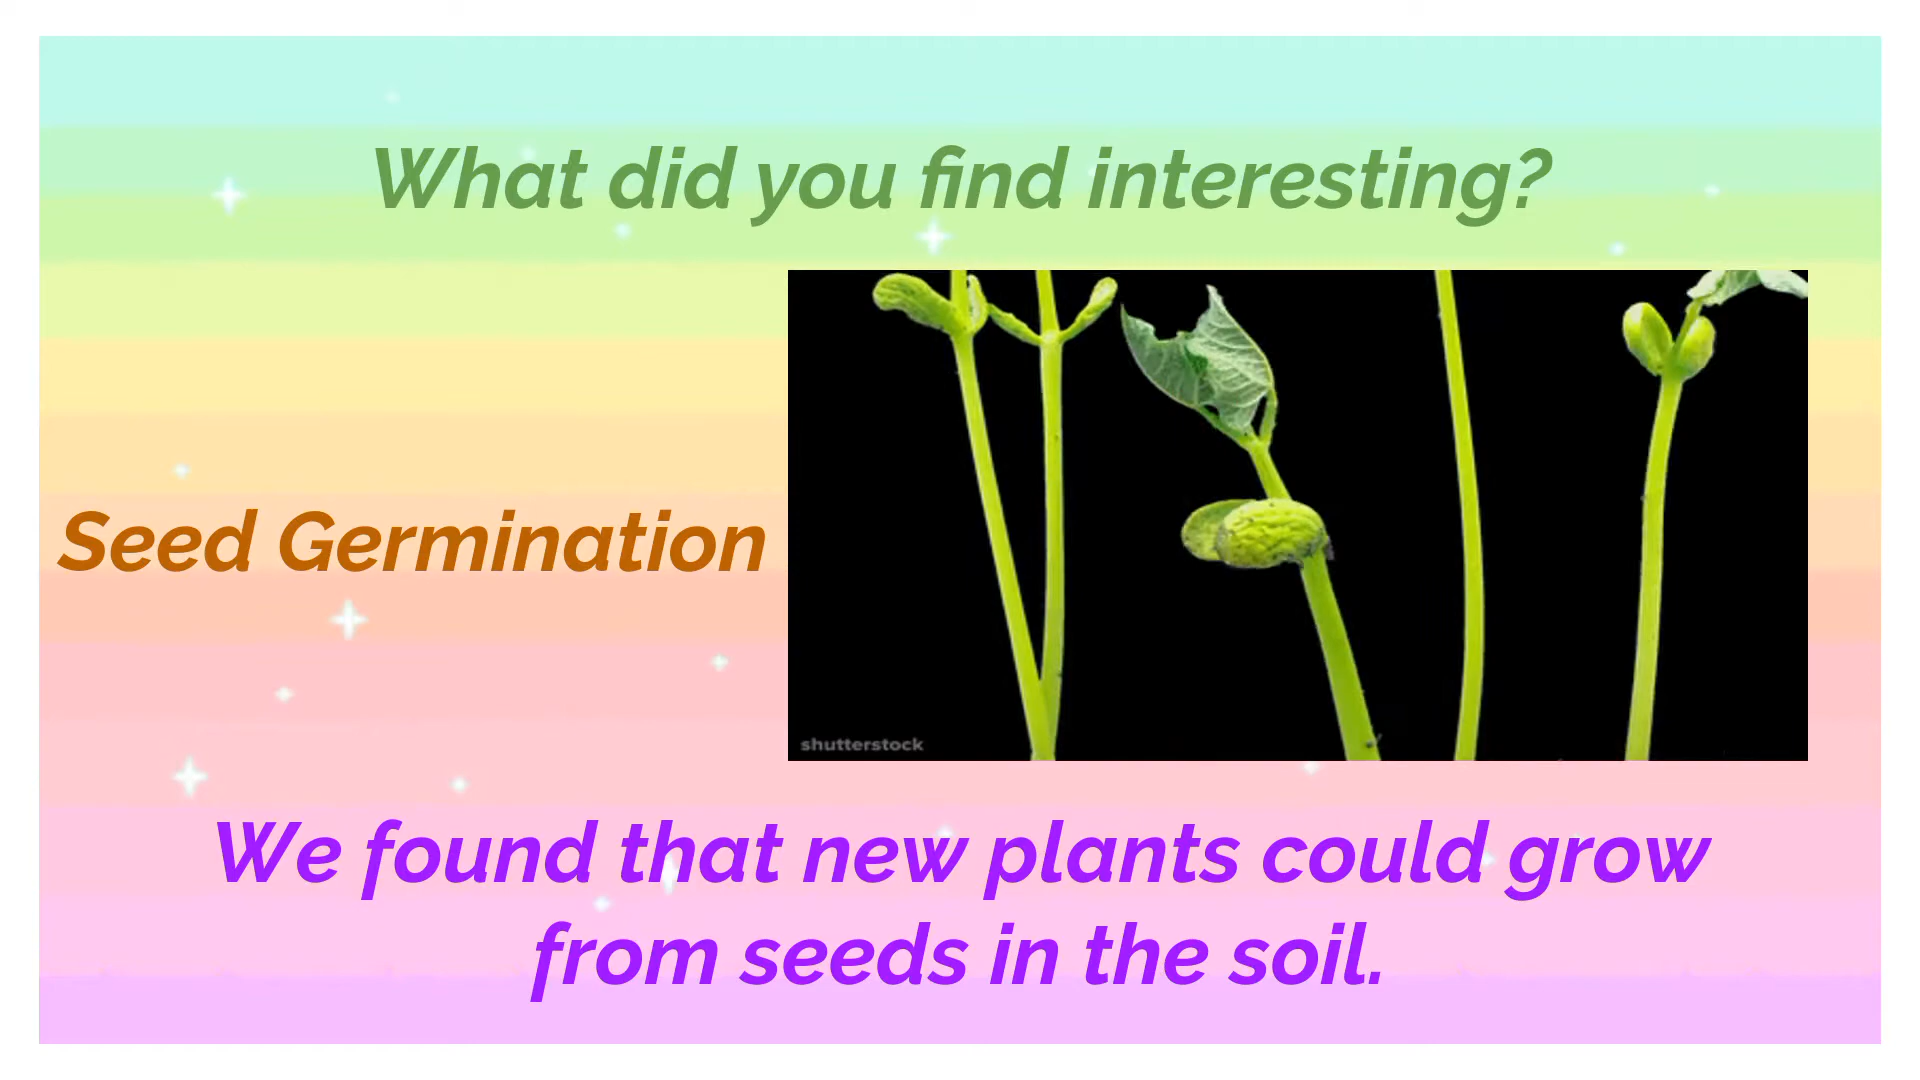 What did you find interesting?
Seed Germination
shutterstock
We found that new plants could grow
from seeds in the soil.